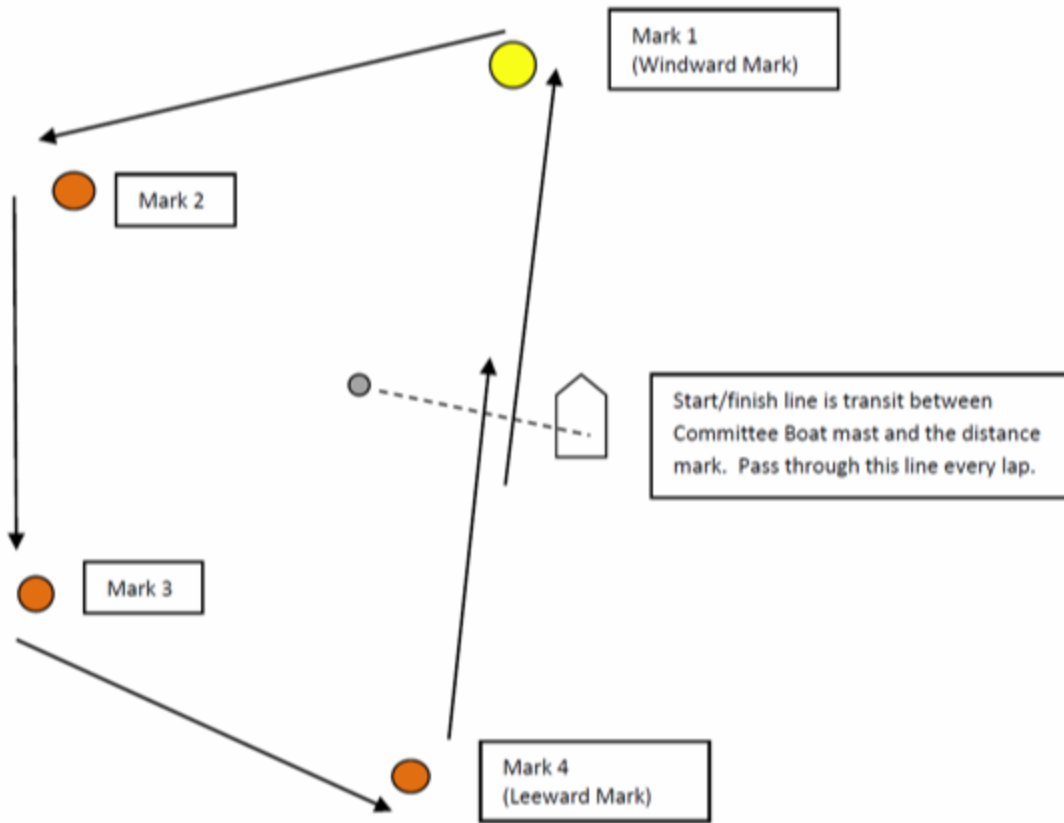 Mark 1
(Windward Mark)
Mark 2
Start/finish line is transit between
Committee Boat mast and the distance
mark.  Pass through this line every lap.
Mark 3
Mark 4
(Leeward Mark)